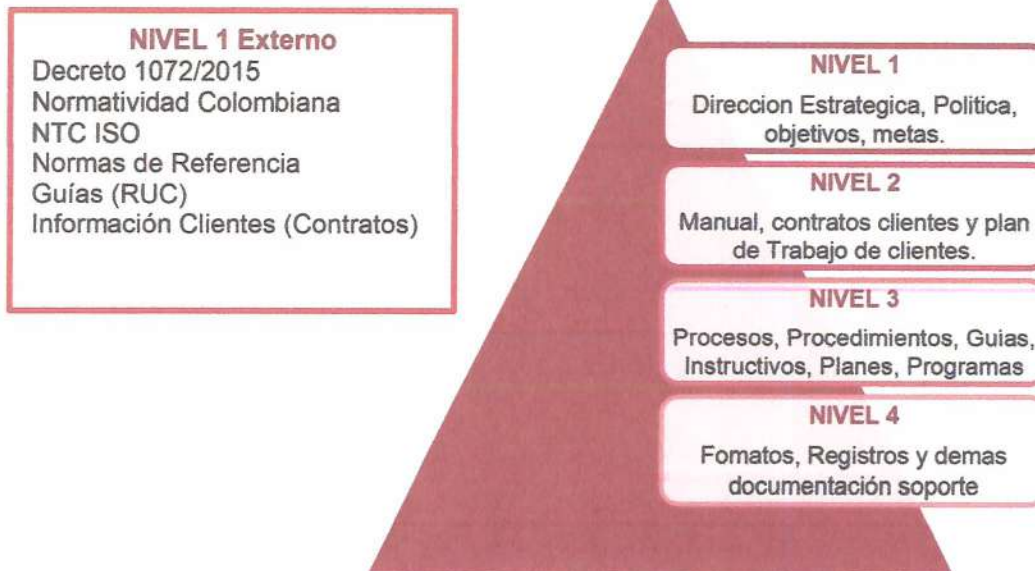 NIVEL 1 Externo
Decreto 1072/2015
Normatividad Colombiana
NTC ISO
Normas de Referencia
Guías (RUC)
Información Clientes (Contratos)
NIVEL 1
Direccion Estrategica, Politica,
objetivos, metas.
NIVEL 2
Manual, contratos clientes y plan
de Trabajo de clientes.
NIVEL 3
Procesos, Procedimientos, Guias,
Instructivos, Planes, Programas
NIVEL 4
Fomatos, Registros y demas
documentación soporte